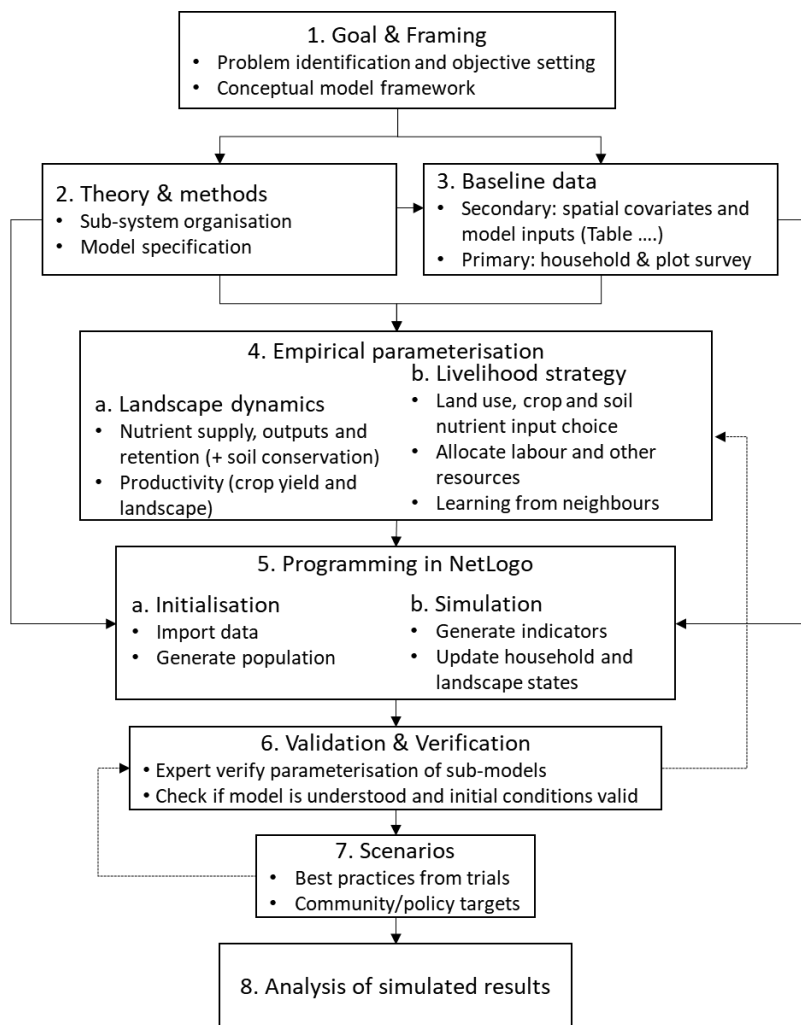 1. Goal & Framing
• Problem identification and objective setting
• Conceptual model framework
2. Theory & methods
• Sub-system organisation
• Model specification
3. Baseline data
• Secondary: spatial covariates and
model inputs (Table ....)
• Primary: household & plot survey
4. Empirical parameterisation
a. Landscape dynamics
• Nutrient supply, outputs and
retention (+ soil conservation)
• Productivity (crop yield and
landscape)
b. Livelihood strategy
• Land use, crop and soil
nutrient input choice
• Allocate labour and other
resources
• Learning from neighbours
5. Programming in NetLogo
a. Initialisation
• Import data
• Generate population
b. Simulation
• Generate indicators
• Update household and
landscape states
6. Validation & Verification
• Expert verify parameterisation of sub-models
• Check if model is understood and initial conditions valid
7. Scenarios
• Best practices from trials
• Community/policy targets
8. Analysis of simulated results